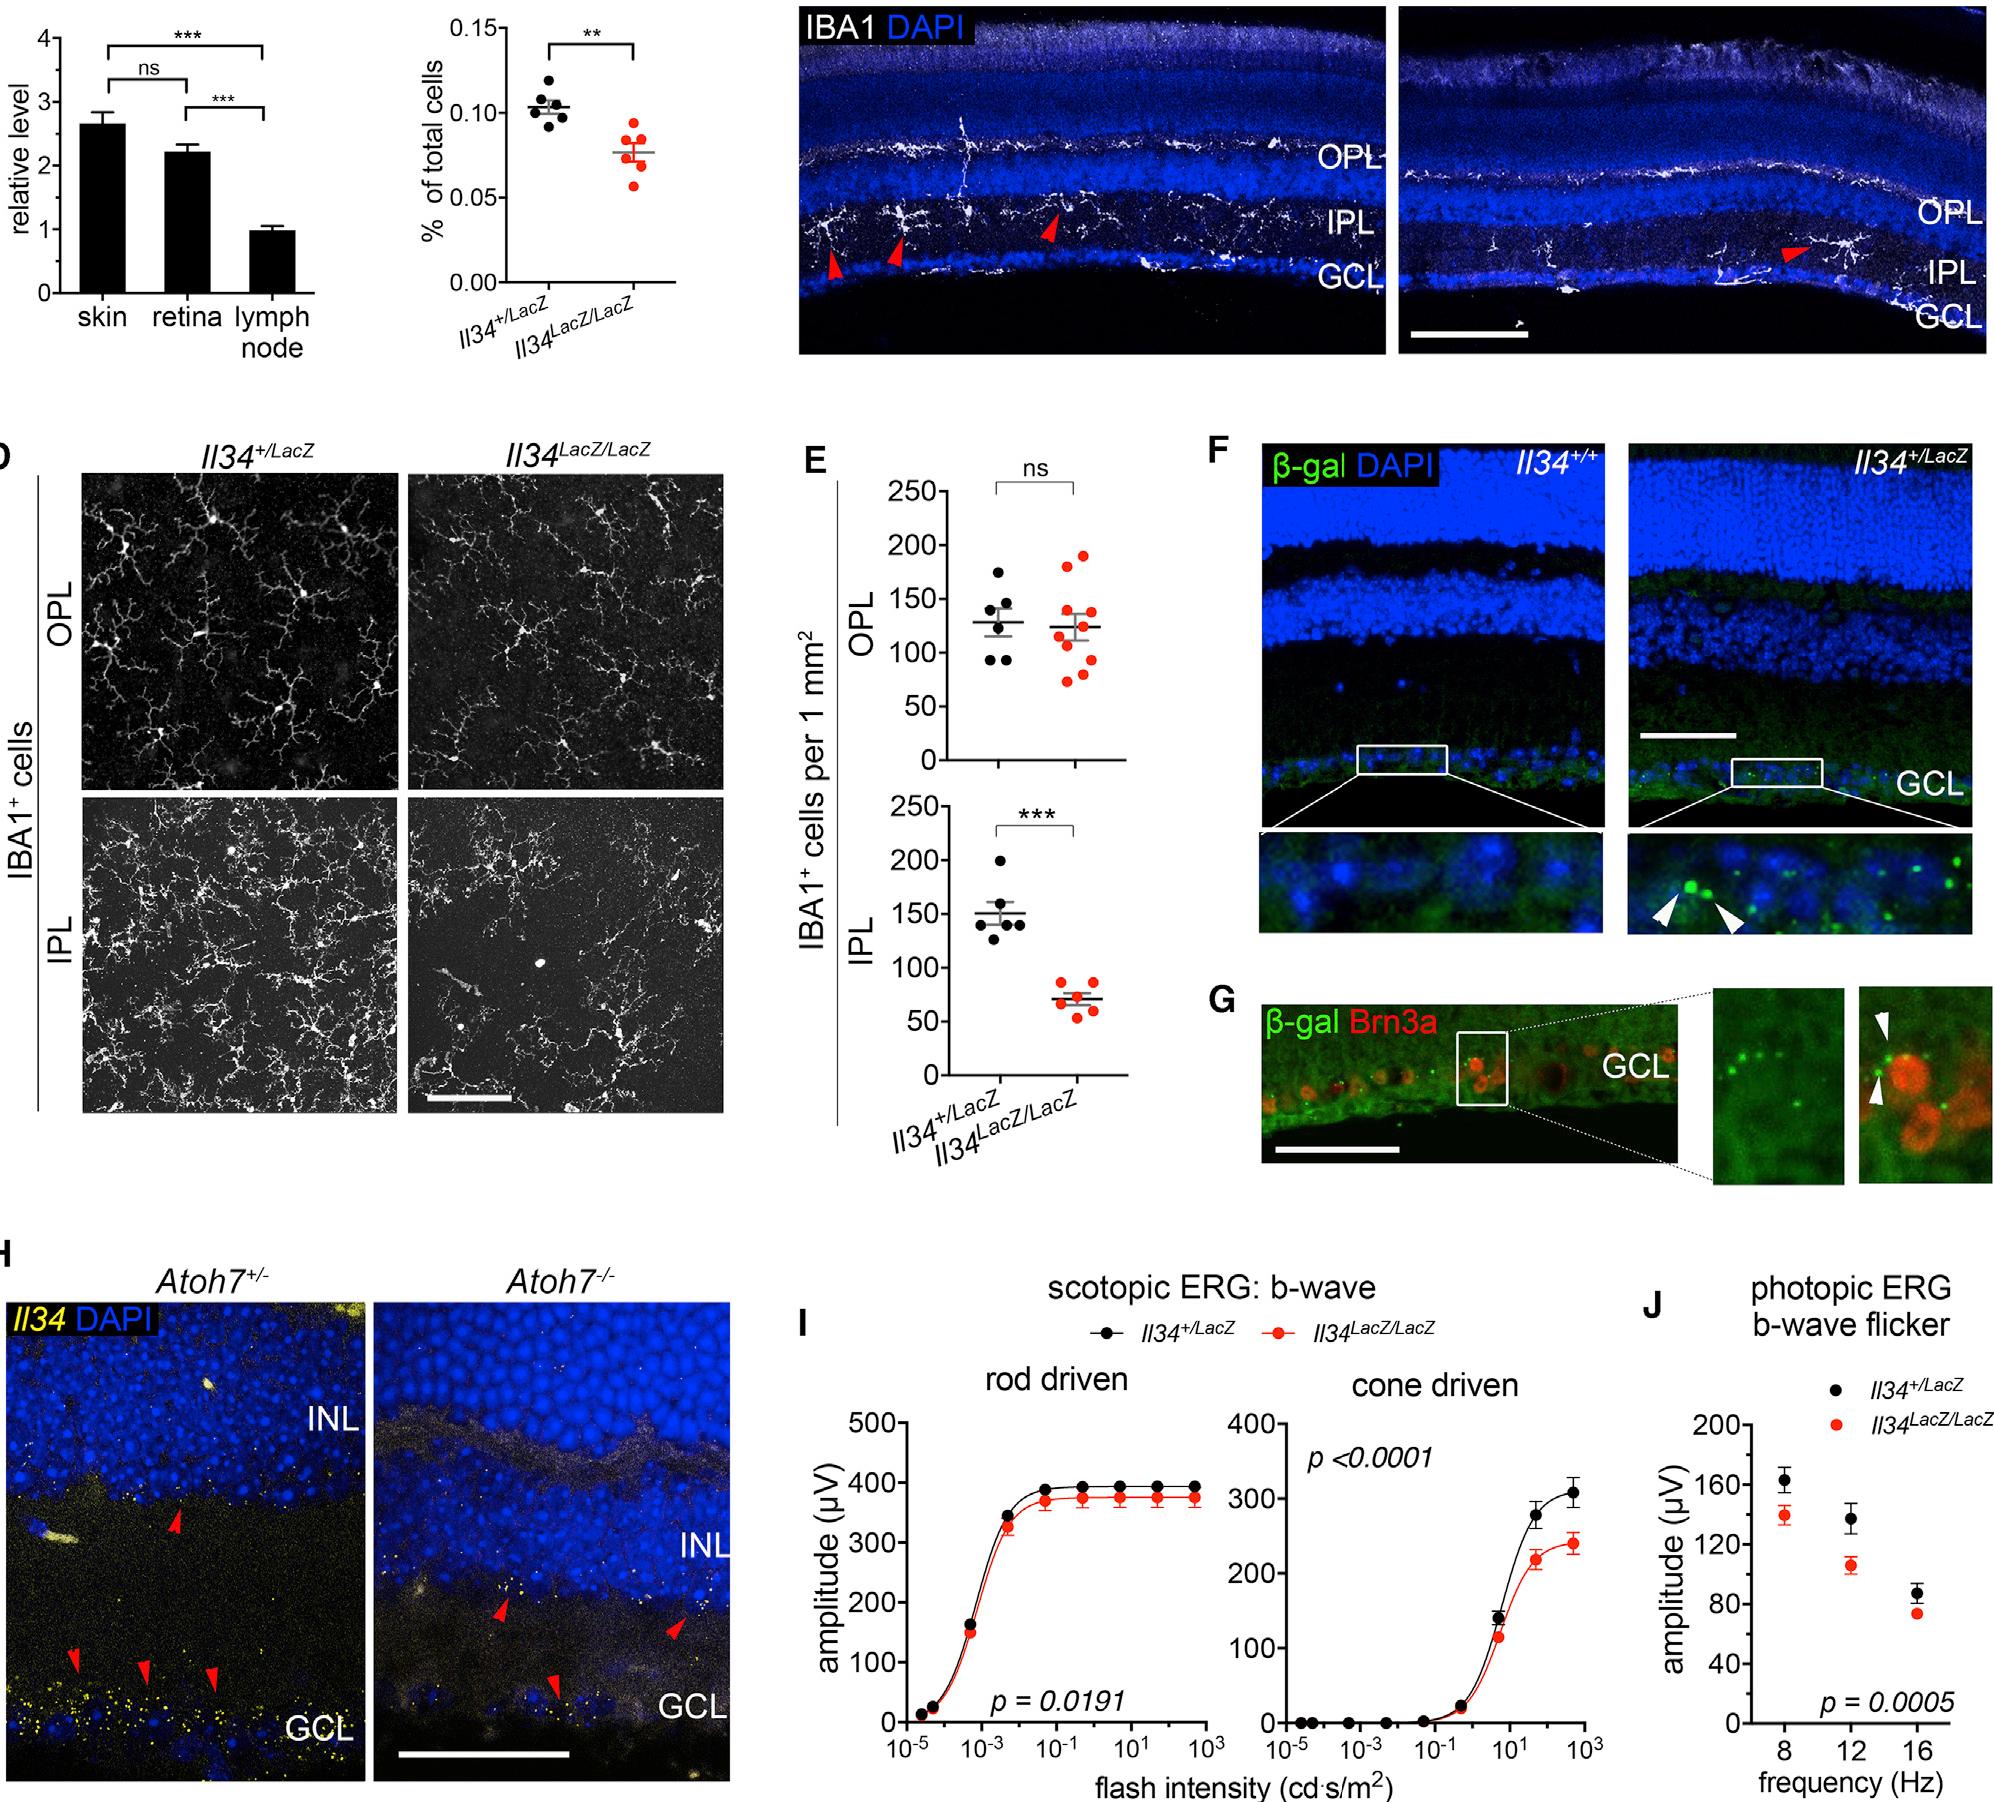 relative level
4
3
2
1
0
***
ns
***
skin
retina
lymph
node
% of total cells
0.15
0.10
0.05
0.00
**
Il34+/LacZ
Il34LacZ/LacZ
IBA1 DAPI
OPL
IPL
GCL
OPL
IPL
GCL
D
Il34+/LacZ
Il34LacZ/LacZ
IBA1+ cells
OPL
IPL
E
IBA1+ cells per 1 mm2
OPL
250
200
150
100
50
0
ns
IPL
250
200
150
100
50
0
***
Il34+/LacZ
Il34LacZ/LacZ
F
β-gal DAPI
Il34+/+
Il34+/LacZ
GCL
G
β-gal Brn3a
GCL
H
Atoh7+/-
Atoh7-/-
Il34 DAPI
INL
GCL
INL
GCL
I
scotopic ERG: b-wave
Il34+/LacZ
Il34LacZ/LacZ
rod driven
amplitude (µV)
500
400
300
200
100
0
p = 0.0191
10-5
10-3
10-1
101
103
cone driven
400
300
200
100
0
p <0.0001
10-5
10-3
10-1
101
103
flash intensity (cd·s/m2)
J
photopic ERG
b-wave flicker
Il34+/LacZ
Il34LacZ/LacZ
amplitude (µV)
200
160
120
80
40
0
p = 0.0005
8
12
16
frequency (Hz)